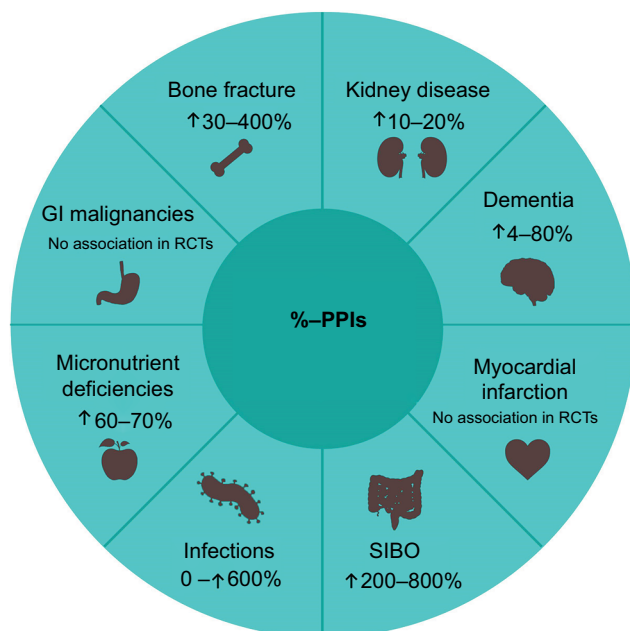 Bone fracture
↑30–400%
Kidney disease
↑10–20%
Dementia
↑4–80%
Myocardial
infarction
No association in RCTs
SIBO
↑200–800%
Infections
0 –↑600%
Micronutrient
deficiencies
↑60–70%
GI malignancies
No association in RCTs
%–PPIs